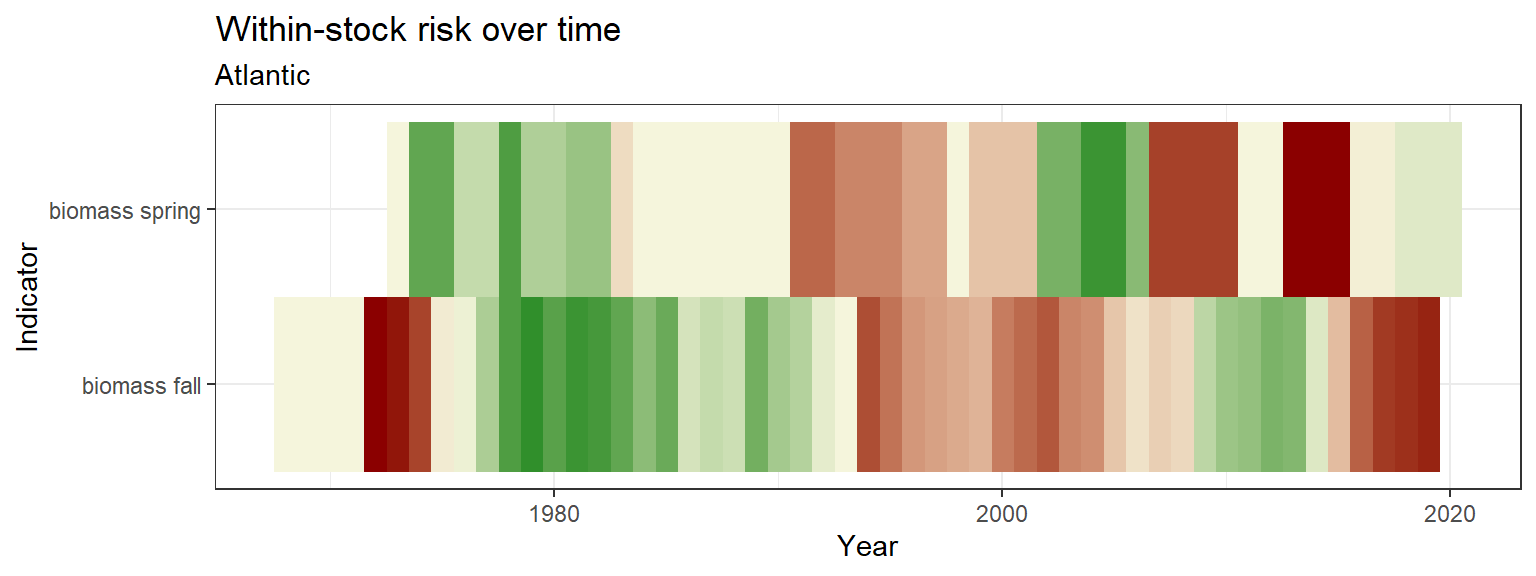 Within-stock risk over time
Atlantic
Indicator
biomass spring
biomass fall
1980
2000
2020
Year